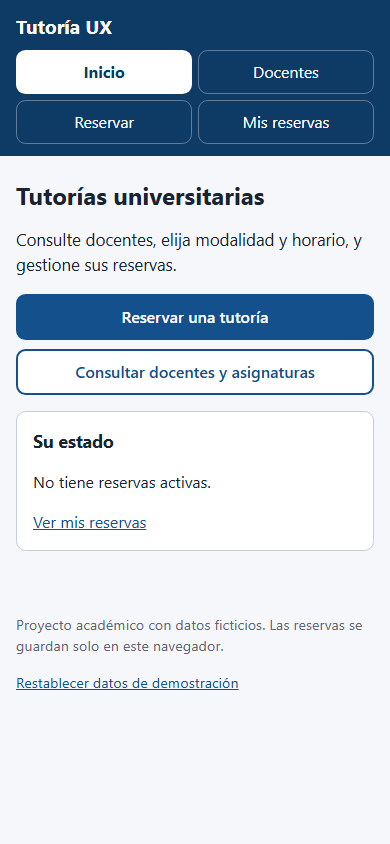 Tutoría UX
Inicio
Docentes
Reservar
Mis reservas
Tutorías universitarias
Consulte docentes, elija modalidad y horario, y
gestione sus reservas.
Reservar una tutoría
Consultar docentes y asignaturas
Su estado
No tiene reservas activas.
Ver mis reservas
Proyecto académico con datos ficticios. Las reservas se
guardan solo en este navegador.
Restablecer datos de demostración